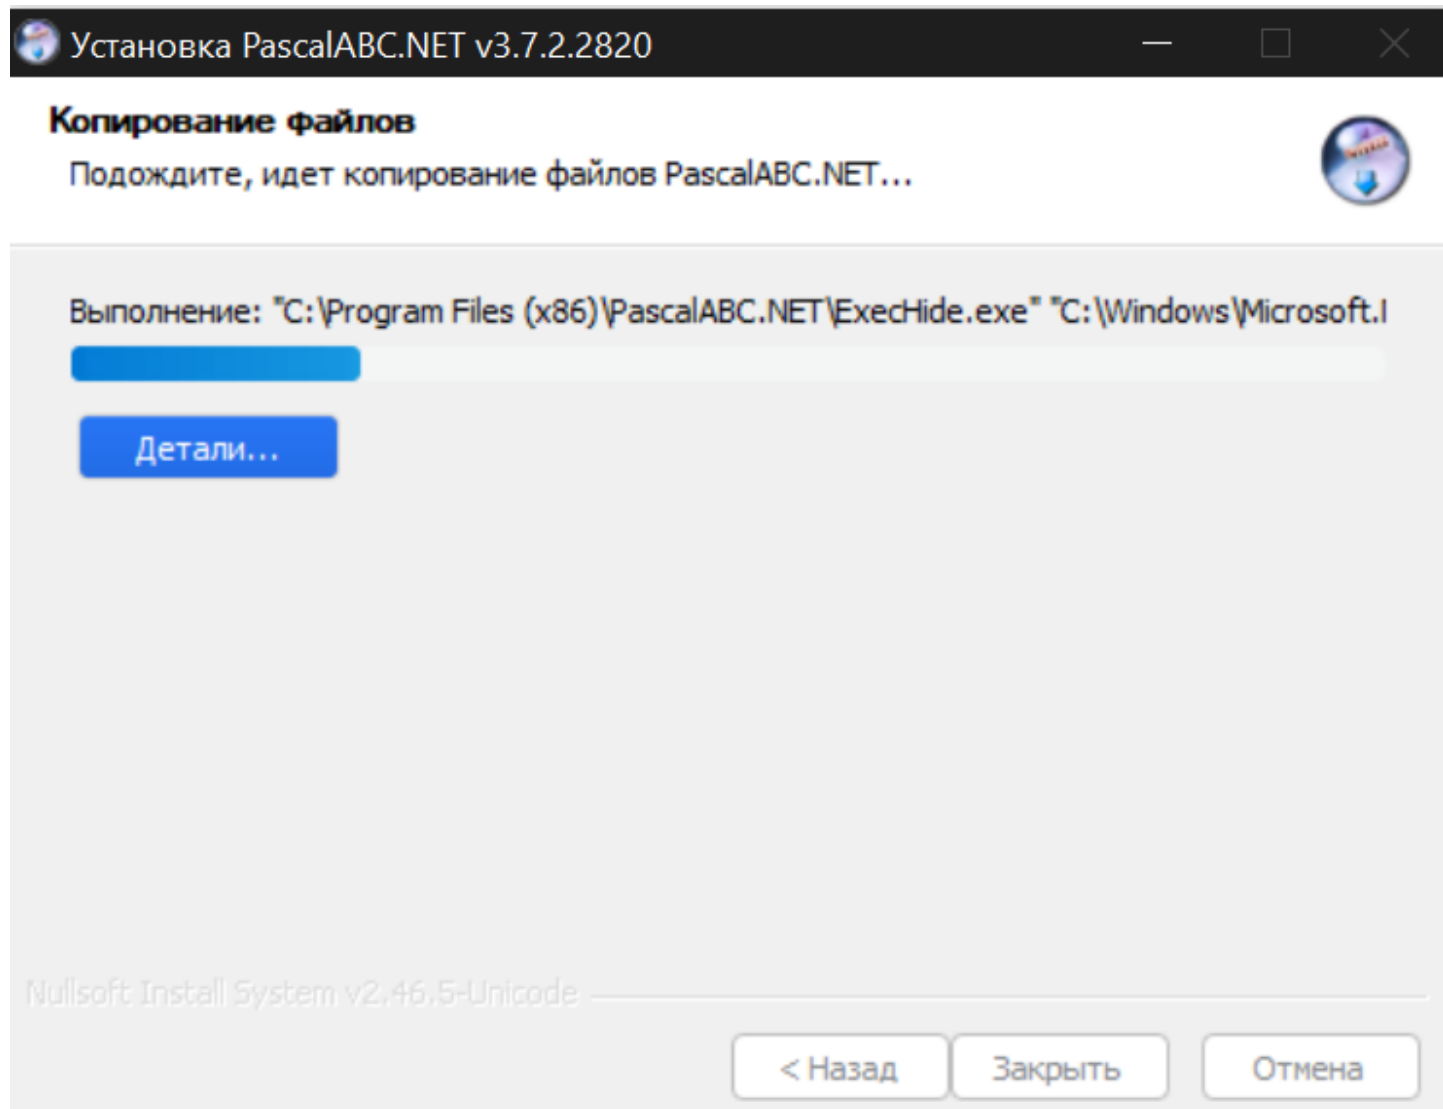 Установка PascalABC.NET v3.7.2.2820
Копирование файлов
Подождите, идет копирование файлов PascalABC.NET...
Выполнение: "C:\Program Files (x86)\PascalABC.NET\ExecHide.exe" "C:\Windows\Microsoft.
Детали...
Nullsoft Install System v2.46.5-Unicode
< Назад
Закрыть
Отмена